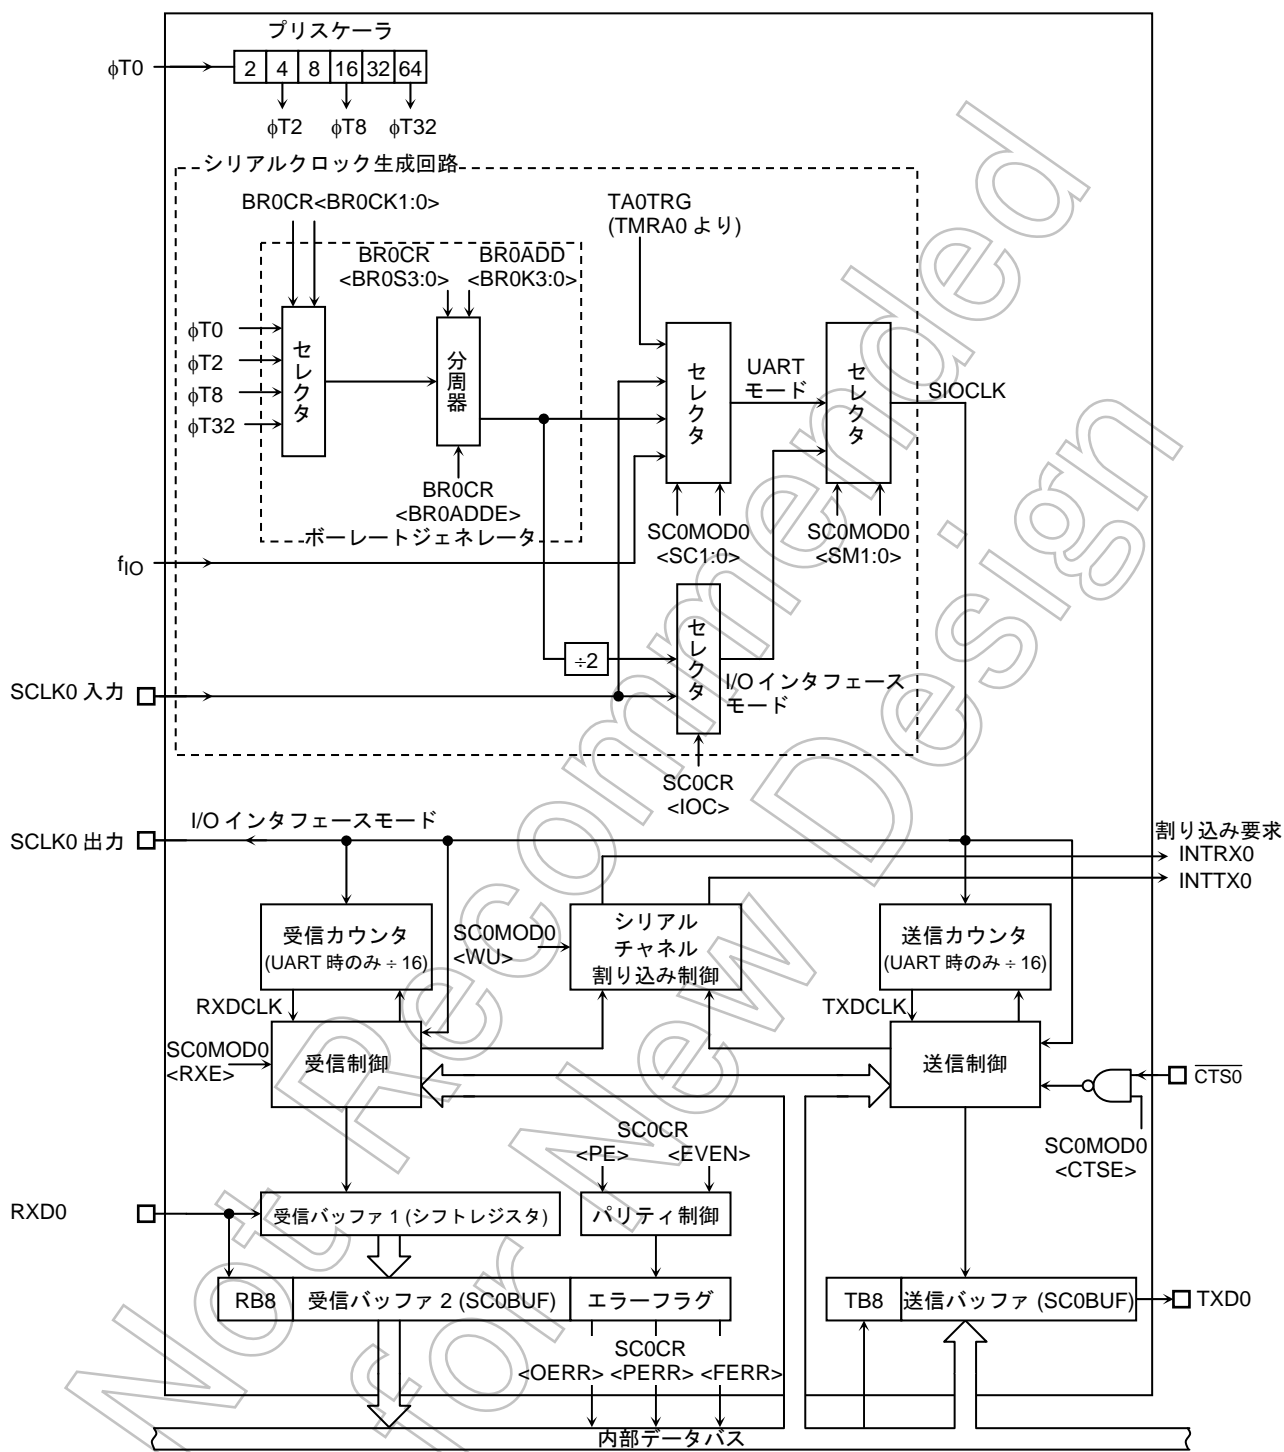 プリスケーラ
φT0
2 4 8 16 32 64
φT2 φT8 φT32
シリアルクロック生成回路
BR0CR<BR0CK1:0>
TA0TRG
(TMRA0 より)
BR0CR
<BR0S3:0>
BR0ADD
<BR0K3:0>
φT0
φT2
φT8
φT32
セレクタ
分周器
セレクタ
UART
モード
セレクタ
SIOCLK
BR0CR
<BR0ADDE>
ボーレートジェネレータ
SC0MOD0
<SC1:0>
SC0MOD0
<SM1:0>
fIO
÷2
セレクタ
I/O インタフェース
モード
SCLK0 入力
SC0CR
<IOC>
I/O インタフェースモード
SCLK0 出力
割り込み要求
INTRX0
INTTX0
受信カウンタ
(UART 時のみ ÷ 16)
SC0MOD0
<WU>
シリアル
チャネル
割り込み制御
送信カウンタ
(UART 時のみ ÷ 16)
RXDCLK
TXDCLK
SC0MOD0
<RXE>
受信制御
送信制御
CTS0
SC0MOD0
<CTSE>
SC0CR
<PE> <EVEN>
RXD0
受信バッファ 1 (シフトレジスタ)
パリティ制御
RB8
受信バッファ 2 (SC0BUF)
エラーフラグ
TB8
送信バッファ (SC0BUF)
TXD0
SC0CR
<OERR> <PERR> <FERR>
内部データバス
Not Recommended
for New Design